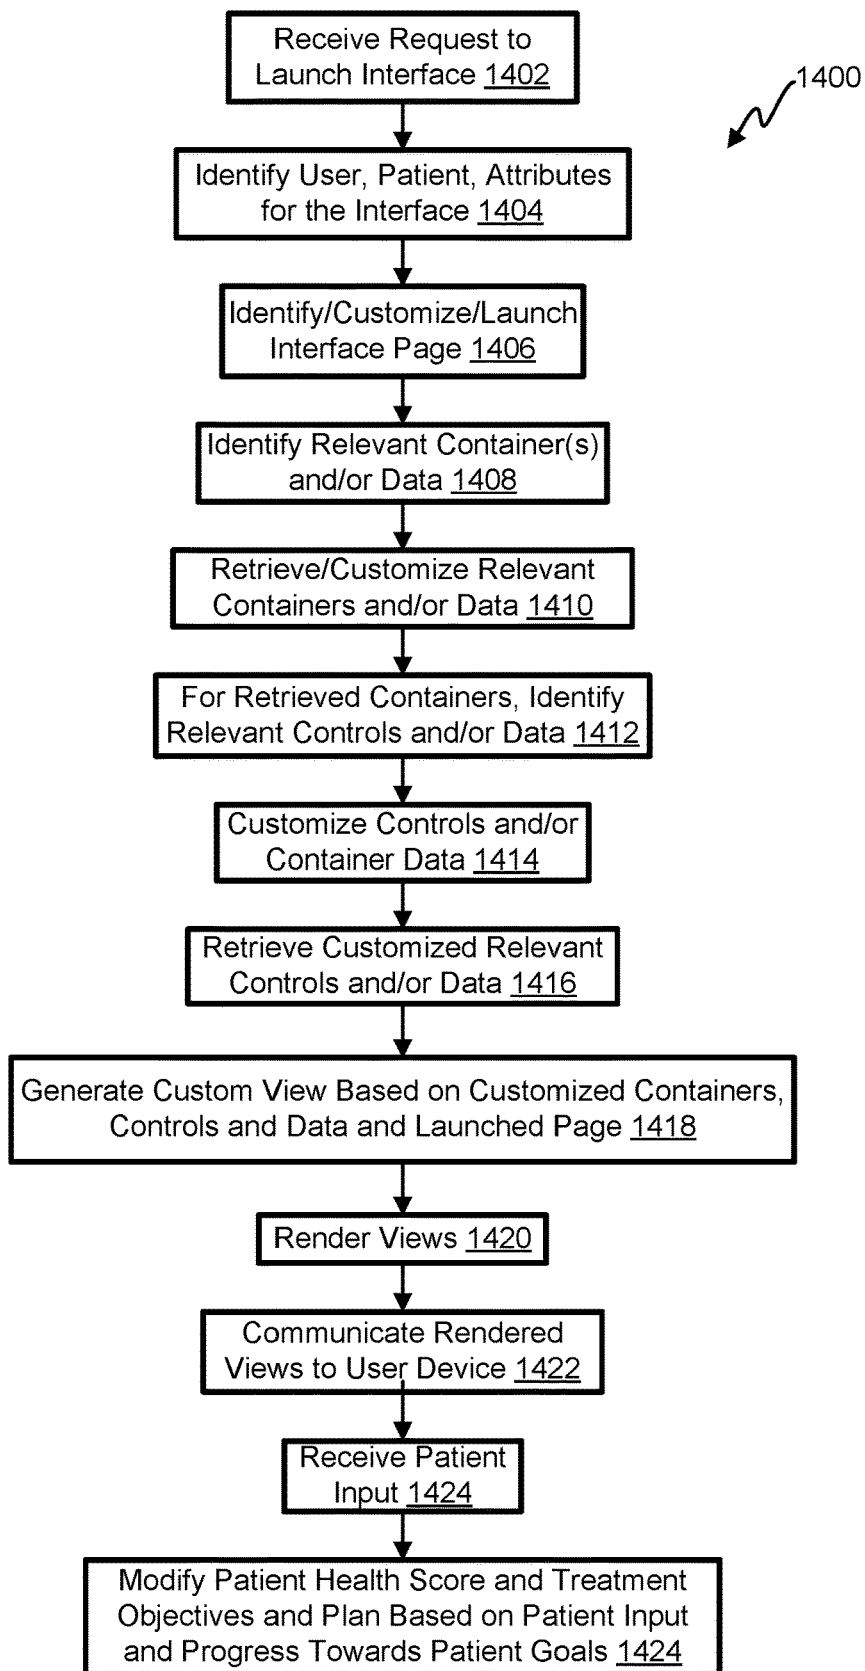 Receive Request to
Launch Interface 1402
1400
Identify User, Patient, Attributes
for the Interface 1404
Identify/Customize/Launch
Interface Page 1406
Identify Relevant Container(s)
and/or Data 1408
Retrieve/Customize Relevant
Containers and/or Data 1410
For Retrieved Containers, Identify
Relevant Controls and/or Data 1412
Customize Controls and/or
Container Data 1414
Retrieve Customized Relevant
Controls and/or Data 1416
Generate Custom View Based on Customized Containers,
Controls and Data and Launched Page 1418
Render Views 1420
Communicate Rendered
Views to User Device 1422
Receive Patient
Input 1424
Modify Patient Health Score and Treatment
Objectives and Plan Based on Patient Input
and Progress Towards Patient Goals 1424